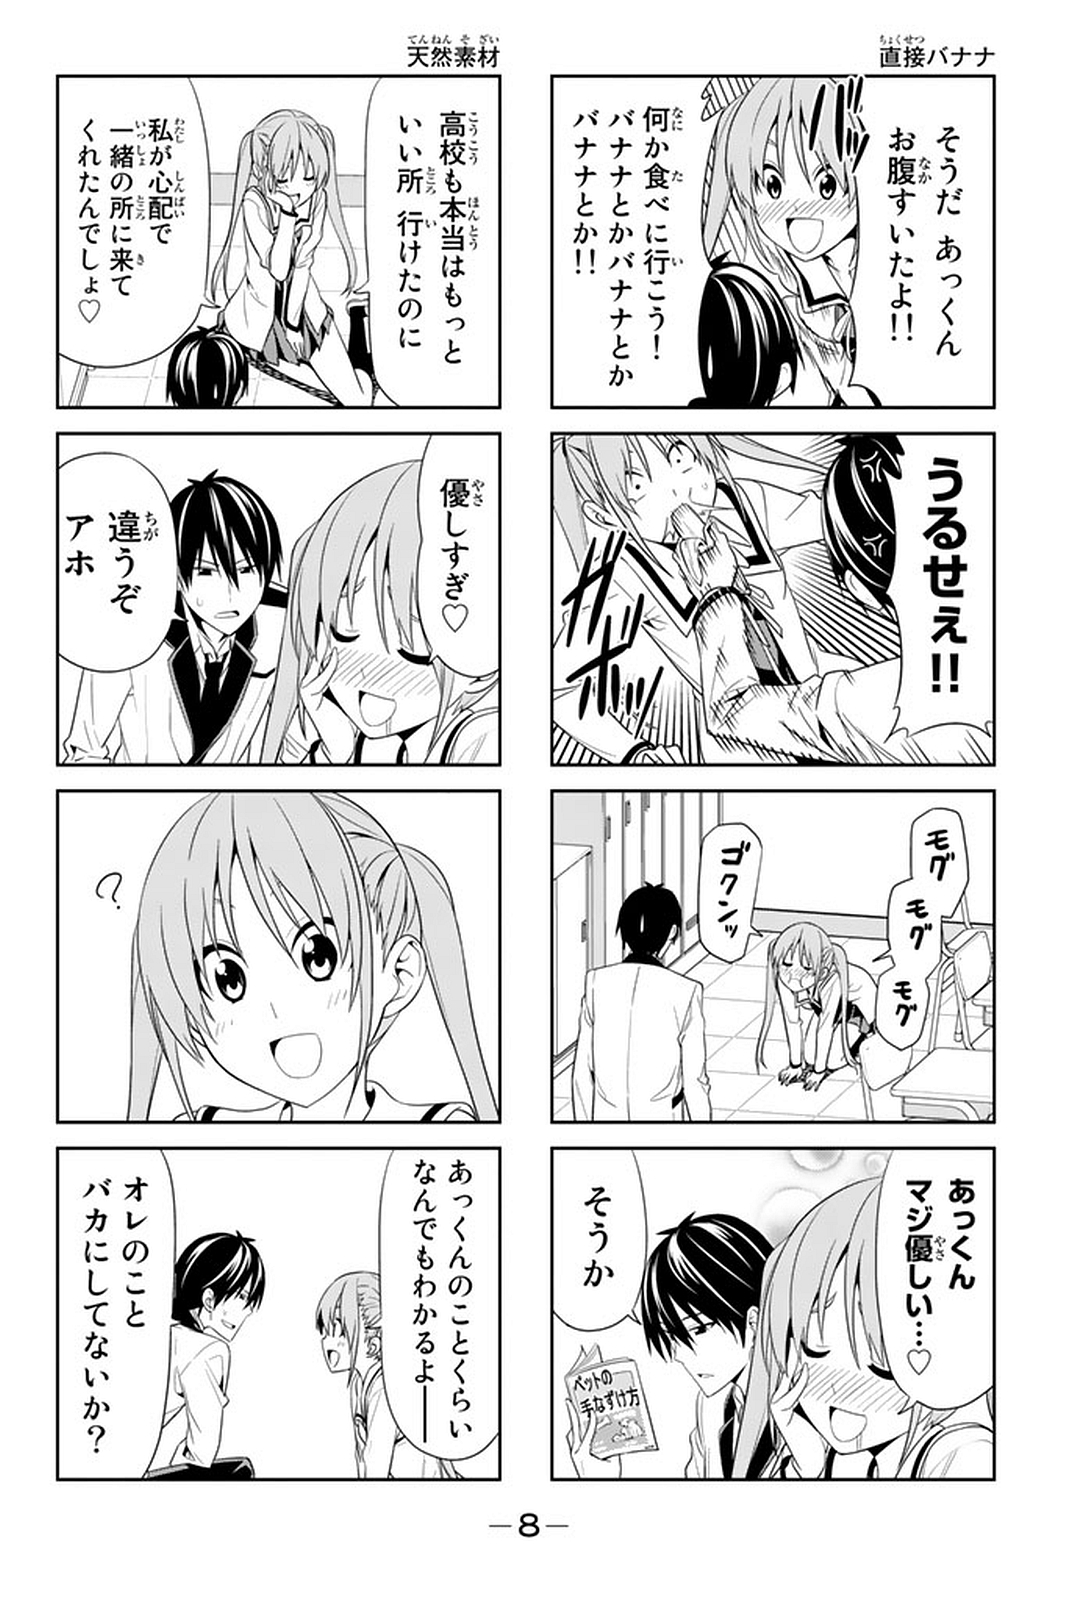 直接バナナ
そうだ あっくん
お腹すいたよ!!
何か食べに行こう!
バナナとかバナナとか
バナナとか!!
うるせぇ!!
モグ
モグ
モグ
ゴクンッ
あっくん
マジ優しい…♡
そうか
ペットの
手なずけ方
天然素材
高校も本当はもっと
いい所 行けたのに
私が心配で
一緒の所に来て
くれたんでしょ♡
優しすぎ♡
違うぞ
アホ
?
あっくんのことくらい
なんでもわかるよ──
オレのこと
バカにしてないか?
—8—